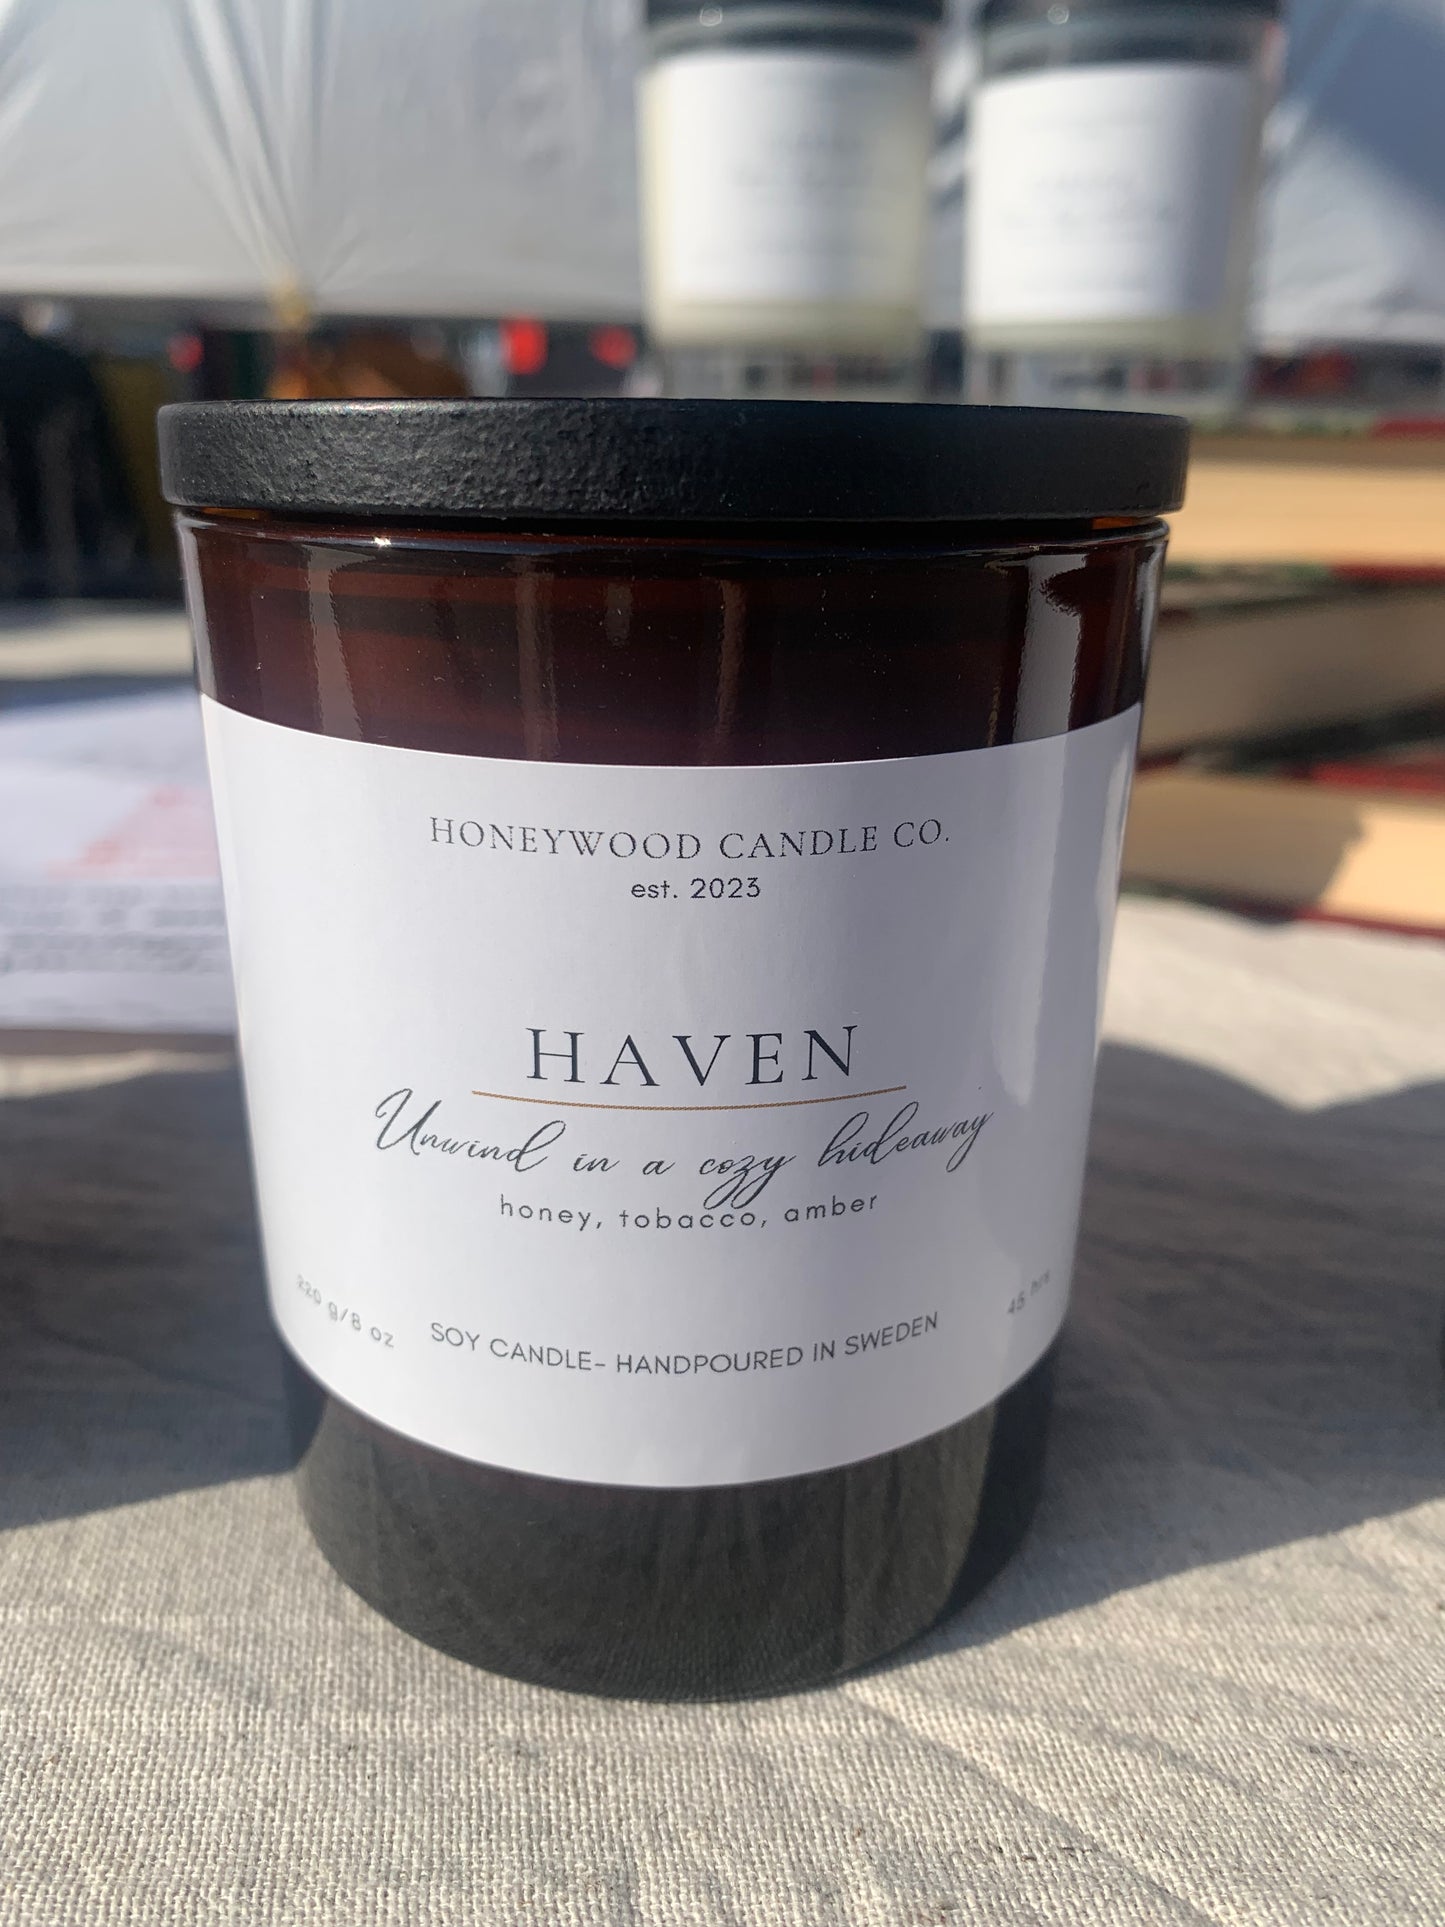 HONEYWOOD CANDLE CO.
est. 2023
HAVEN
Unwind in a cozy hideaway
honey, tobacco, amber
220 g/8 oz SOY CANDLE- HANDPOURED IN SWEDEN 45 hrs